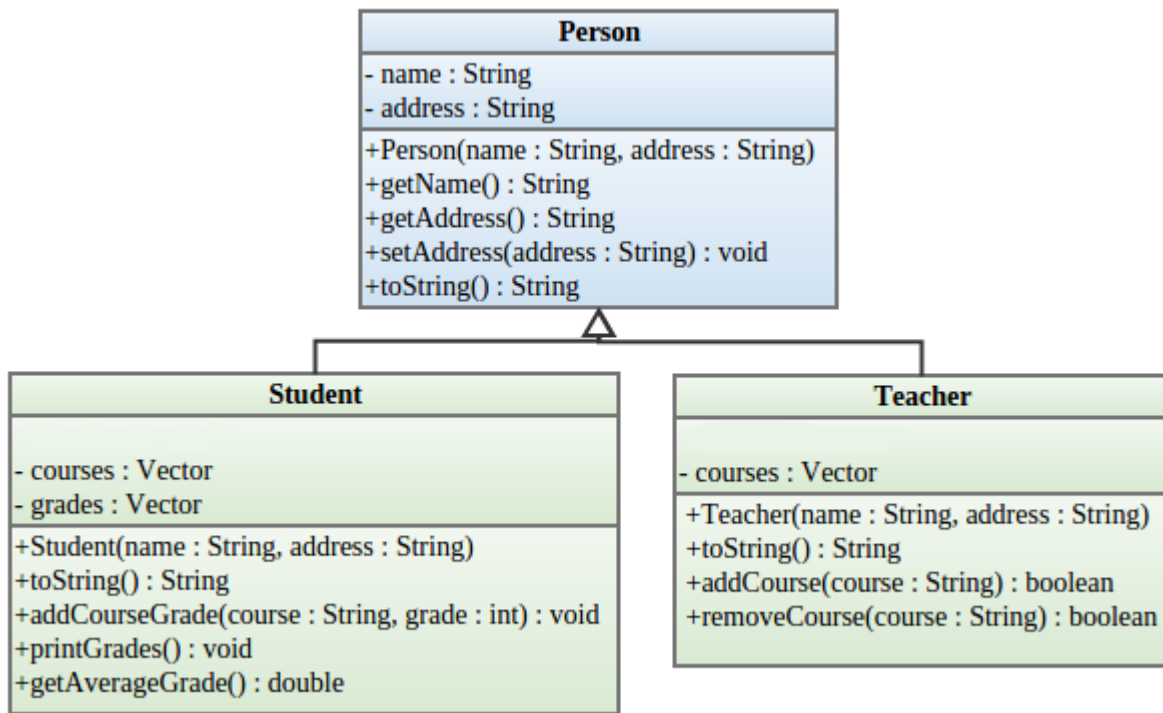 Person
- name : String
- address : String
+Person(name : String, address : String)
+getName() : String
+getAddress() : String
+setAddress(address : String) : void
+toString() : String
Student
- courses : Vector
- grades : Vector
+Student(name : String, address : String)
+toString() : String
+addCourseGrade(course : String, grade : int) : void
+printGrades() : void
+getAverageGrade() : double
Teacher
- courses : Vector
+Teacher(name : String, address : String)
+toString() : String
+addCourse(course : String) : boolean
+removeCourse(course : String) : boolean